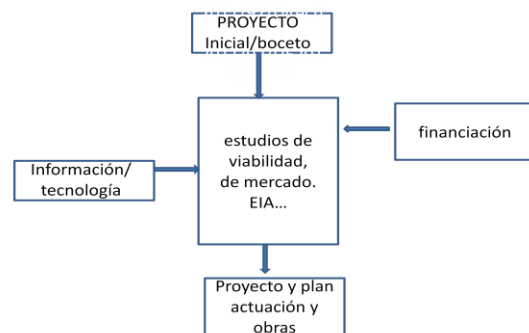 PROYECTO
Inicial/boceto
estudios de
viabilidad,
de mercado.
EIA...
financiación
Información/
tecnología
Proyecto y plan
actuación y
obras